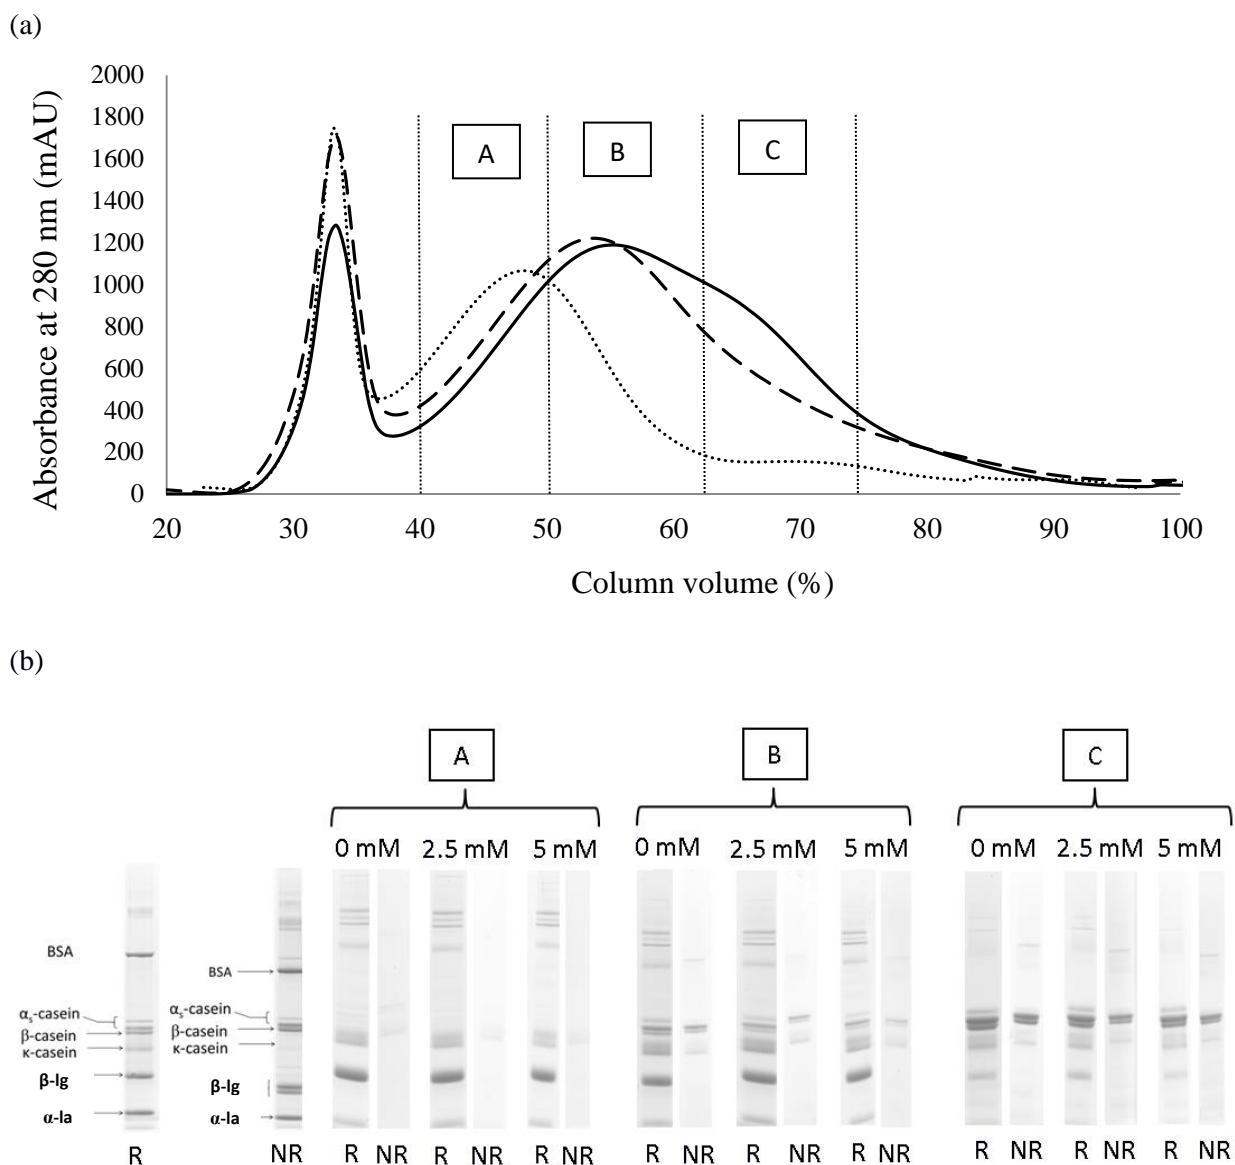 (a)
2000
1800
1600
1400
1200
1000
800
600
400
200
0
Absorbance at 280 nm (mAU)
A
B
C
20 30 40 50 60 70 80 90 100
Column volume (%)
(b)
A
B
C
0 mM 2.5 mM 5 mM
0 mM 2.5 mM 5 mM
0 mM 2.5 mM 5 mM
BSA
αs-casein
β-casein
κ-casein
β-lg
α-la
BSA
αs-casein
β-casein
κ-casein
β-lg
α-la
R NR R NR R NR R NR R NR R NR R NR R NR R NR R NR